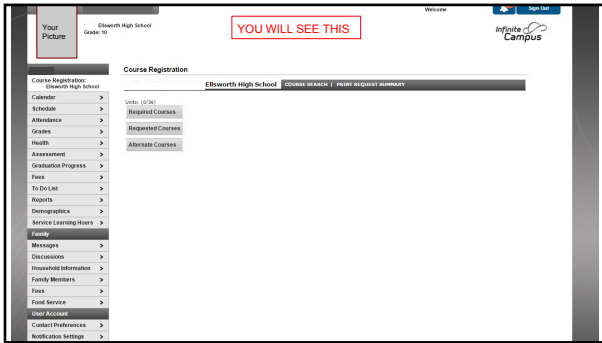 Welcome
Sign Out
Your
Picture
Ellsworth High School
Grade: 10
YOU WILL SEE THIS
Infinite
Campus
Course Registration
Course Registration:
Ellsworth High School
Ellsworth High School COURSE SEARCH | PRINT REQUEST SUMMARY
Units: (0/36)
Required Courses
Requested Courses
Alternate Courses
Calendar >
Schedule >
Attendance >
Grades >
Health >
Assessment >
Graduation Progress >
Fees >
To Do List >
Reports >
Demographics >
Service Learning Hours >
Family
Messages >
Discussions >
Household Information >
Family Members >
Fees >
Food Service >
User Account
Contact Preferences >
Notification Settings >